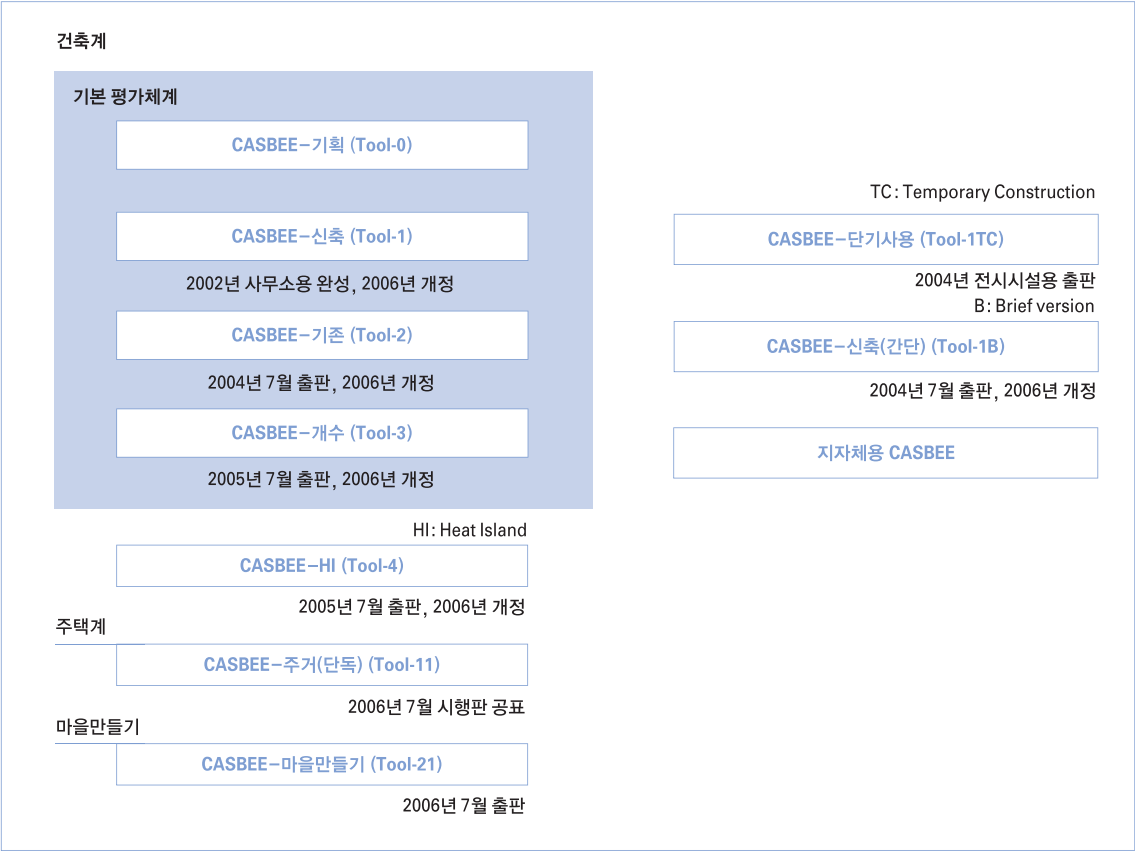 건축계
기본 평가체계
CASBEE–기획 (Tool-0)
CASBEE–신축 (Tool-1)
2002년 사무소용 완성, 2006년 개정
CASBEE–기존 (Tool-2)
2004년 7월 출판, 2006년 개정
CASBEE–개수 (Tool-3)
2005년 7월 출판, 2006년 개정
HI: Heat Island
CASBEE–HI (Tool-4)
2005년 7월 출판, 2006년 개정
주택계
CASBEE–주거(단독) (Tool-11)
2006년 7월 시행판 공표
마을만들기
CASBEE–마을만들기 (Tool-21)
2006년 7월 출판
TC: Temporary Construction
CASBEE–단기사용 (Tool-1TC)
2004년 전시시설용 출판
B: Brief version
CASBEE–신축(간단) (Tool-1B)
2004년 7월 출판, 2006년 개정
지자체용 CASBEE